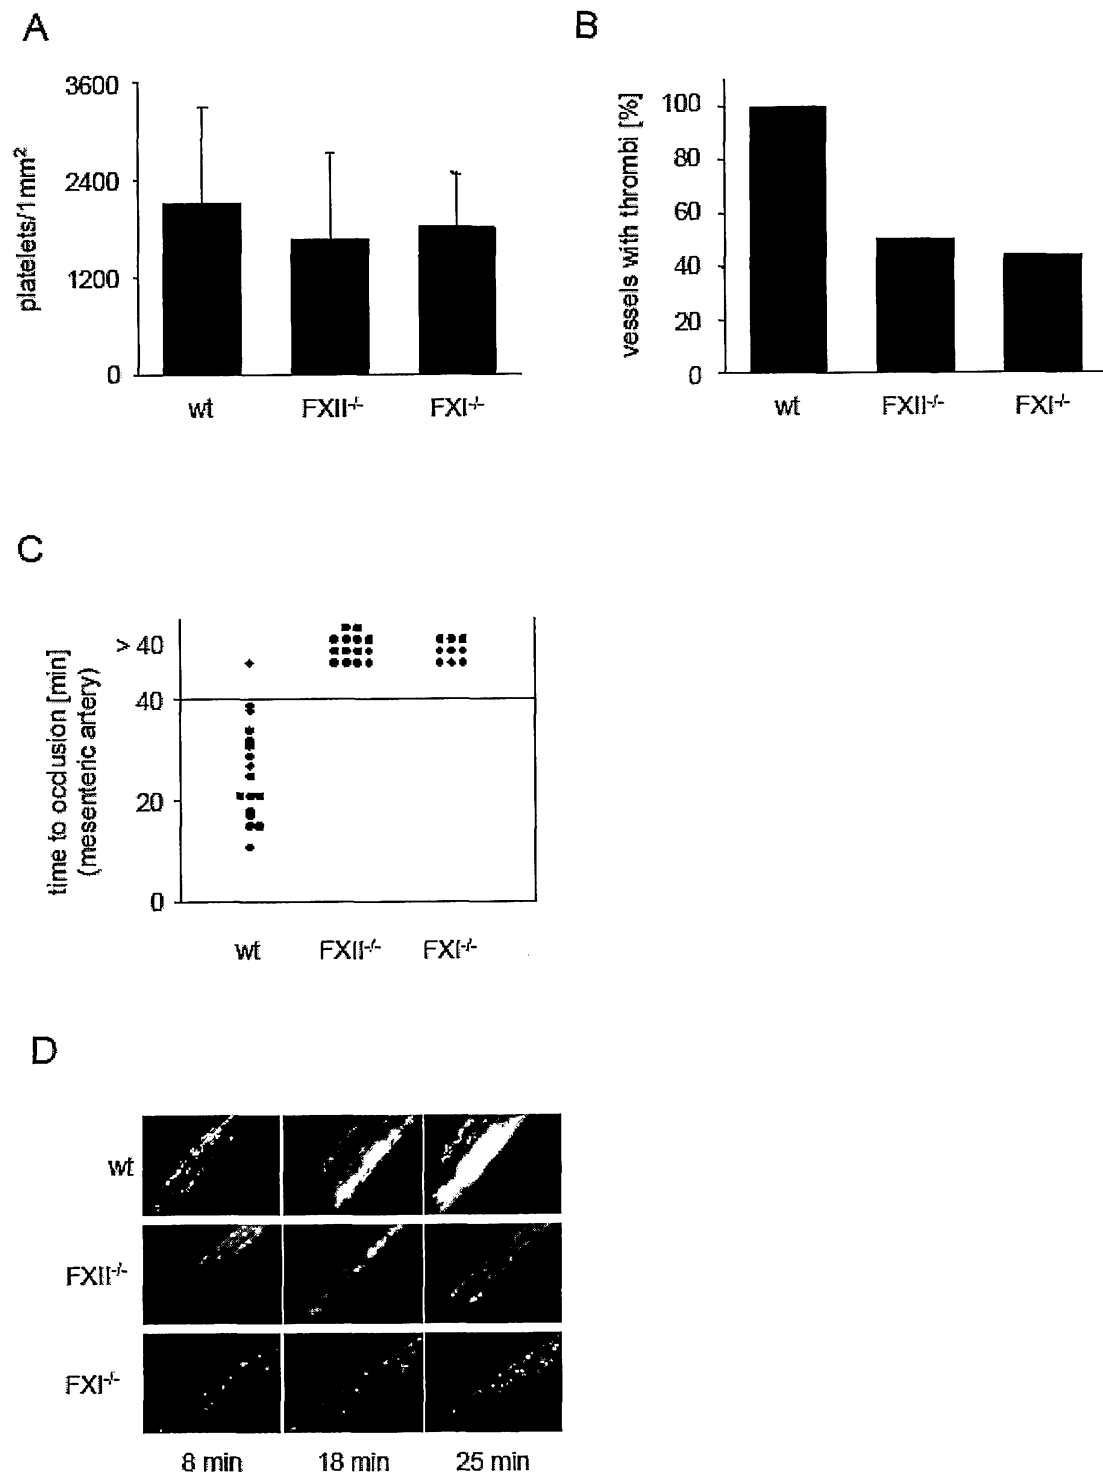 A
platelets/1mm²
3600
2400
1200
0
wt
FXII-/-
FXI-/-
B
vessels with thrombi [%]
100
80
60
40
20
0
wt
FXII-/-
FXI-/-
C
time to occlusion [min]
(mesenteric artery)
> 40
40
20
0
wt
FXII-/-
FXI-/-
D
wt
FXII-/-
FXI-/-
8 min
18 min
25 min